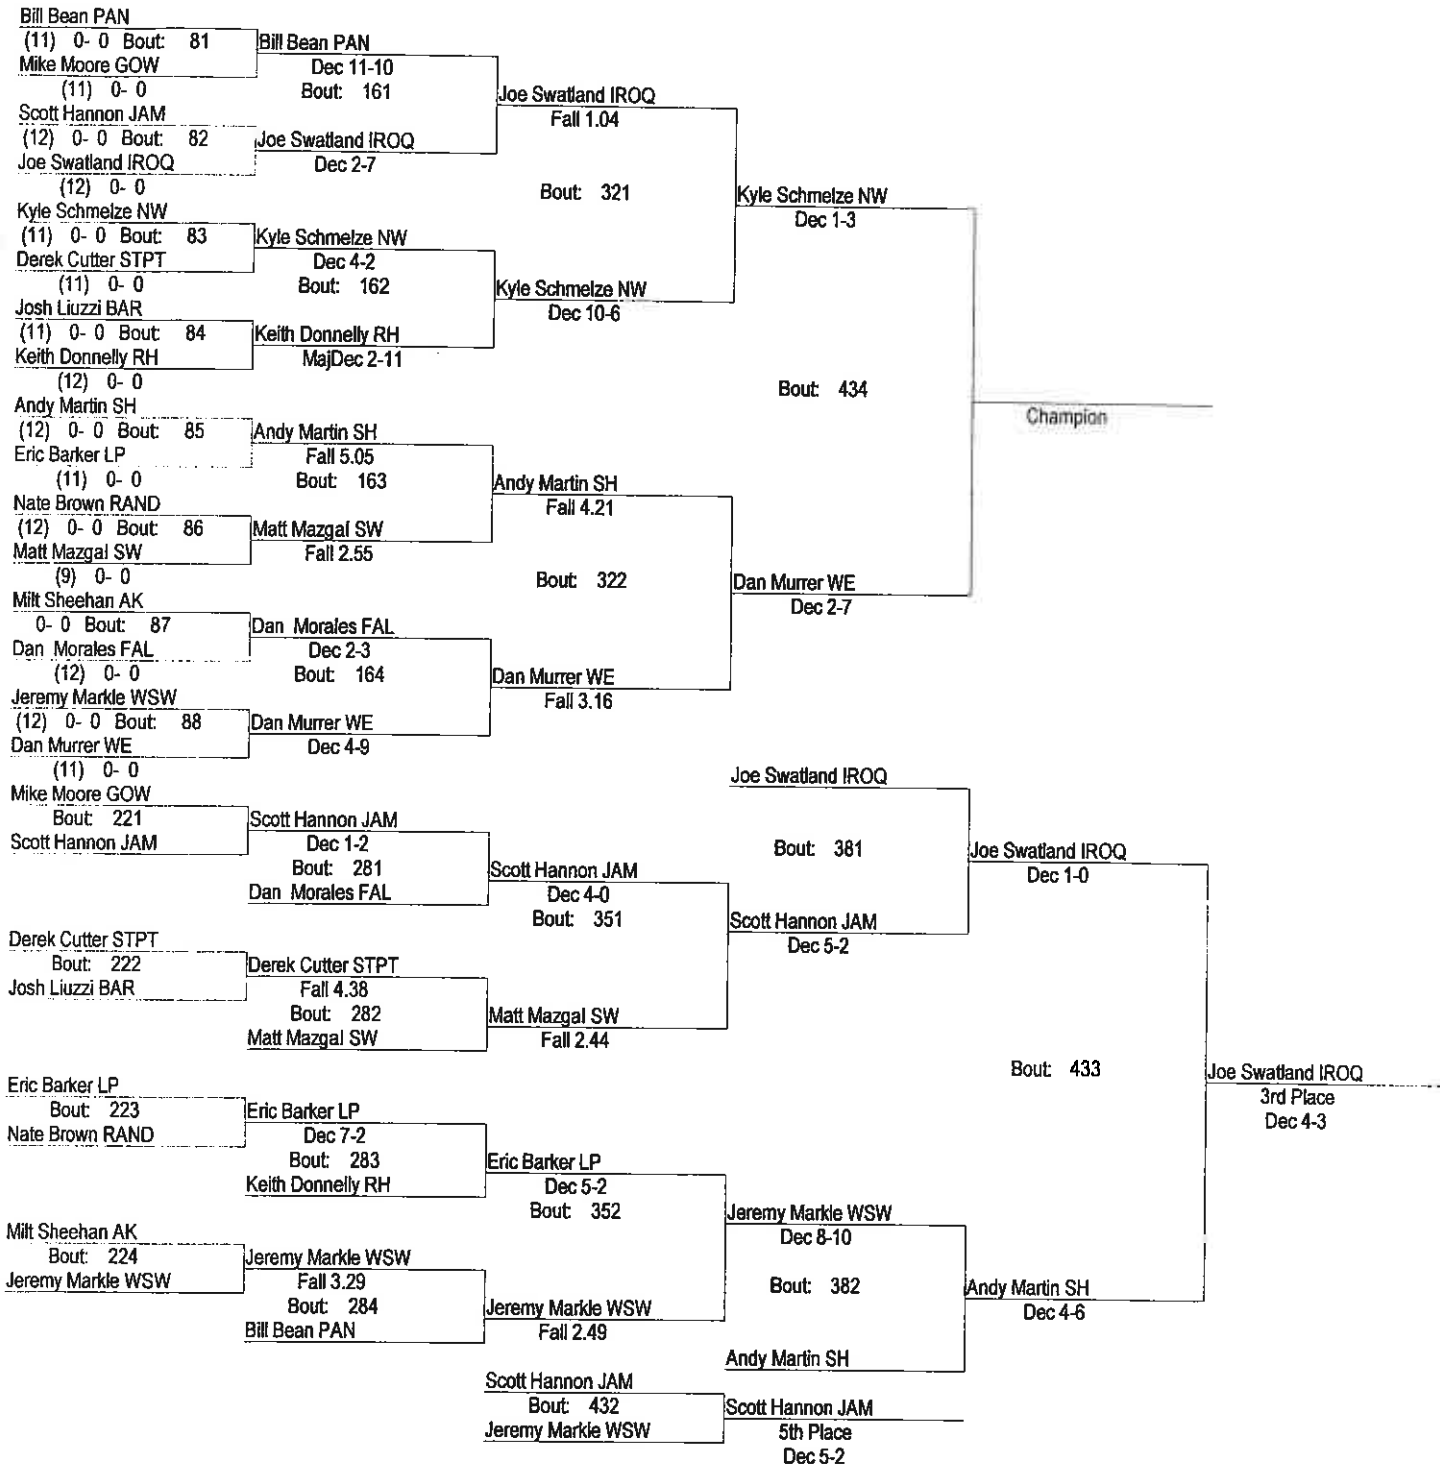 Bill Bean PAN
(11) 0- 0 Bout: 81
Mike Moore GOW
(11) 0- 0
Scott Hannon JAM
(12) 0- 0 Bout: 82
Joe Swatland IROQ
(12) 0- 0
Kyle Schmelze NW
(11) 0- 0 Bout: 83
Derek Cutter STPT
(11) 0- 0
Josh Liuzzi BAR
(11) 0- 0 Bout: 84
Keith Donnelly RH
(12) 0- 0
Andy Martin SH
(12) 0- 0 Bout: 85
Eric Barker LP
(11) 0- 0
Nate Brown RAND
(12) 0- 0 Bout: 86
Matt Mazgal SW
(9) 0- 0
Milt Sheehan AK
0- 0 Bout: 87
Dan Morales FAL
(12) 0- 0
Jeremy Markle WSW
(12) 0- 0 Bout: 88
Dan Murrer WE
(11) 0- 0
Bill Bean PAN
Dec 11-10
Bout: 161
Joe Swatland IROQ
Dec 2-7
Kyle Schmelze NW
Dec 4-2
Bout: 162
Keith Donnelly RH
MajDec 2-11
Andy Martin SH
Fall 5.05
Bout: 163
Matt Mazgal SW
Fall 2.55
Dan Morales FAL
Dec 2-3
Bout: 164
Dan Murrer WE
Dec 4-9
Joe Swatland IROQ
Fall 1.04
Bout: 321
Kyle Schmelze NW
Dec 10-6
Andy Martin SH
Fall 4.21
Bout: 322
Dan Murrer WE
Fall 3.16
Kyle Schmelze NW
Dec 1-3
Bout: 434
Dan Murrer WE
Dec 2-7
Champion
Mike Moore GOW
Bout: 221
Scott Hannon JAM
Derek Cutter STPT
Bout: 222
Josh Liuzzi BAR
Eric Barker LP
Bout: 223
Nate Brown RAND
Milt Sheehan AK
Bout: 224
Jeremy Markle WSW
Scott Hannon JAM
Dec 1-2
Bout: 281
Dan Morales FAL
Derek Cutter STPT
Fall 4.38
Bout: 282
Matt Mazgal SW
Eric Barker LP
Dec 7-2
Bout: 283
Keith Donnelly RH
Jeremy Markle WSW
Fall 3.29
Bout: 284
Bill Bean PAN
Scott Hannon JAM
Dec 4-0
Bout: 351
Matt Mazgal SW
Fall 2.44
Eric Barker LP
Dec 5-2
Bout: 352
Jeremy Markle WSW
Fall 2.49
Joe Swatland IROQ
Bout: 381
Scott Hannon JAM
Dec 5-2
Jeremy Markle WSW
Dec 8-10
Bout: 382
Andy Martin SH
Joe Swatland IROQ
Dec 1-0
Bout: 433
Andy Martin SH
Dec 4-6
Joe Swatland IROQ
3rd Place
Dec 4-3
Scott Hannon JAM
Bout: 432
Jeremy Markle WSW
Scott Hannon JAM
5th Place
Dec 5-2